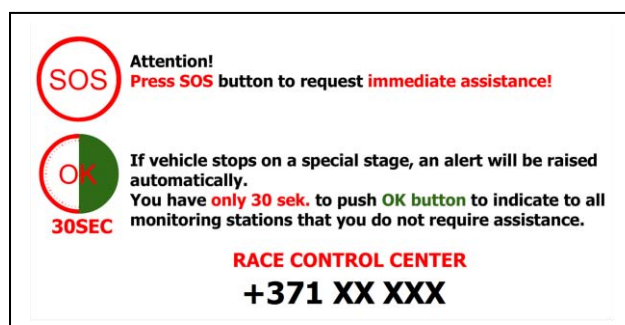 SOS
Attention!
Press SOS button to request immediate assistance!
OK
30SEC
If vehicle stops on a special stage, an alert will be raised
automatically.
You have only 30 sek. to push OK button to indicate to all
monitoring stations that you do not require assistance.
RACE CONTROL CENTER
+371 XX XXX